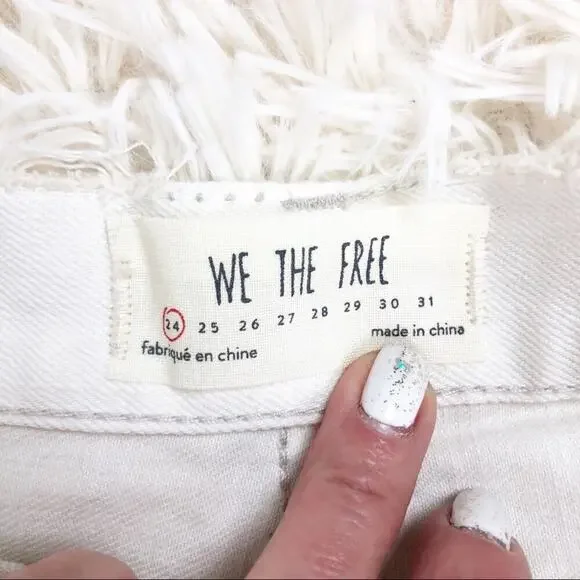 WE THE FREE
24 25 26 27 28 29 30 31
fabriqué en chine made in china